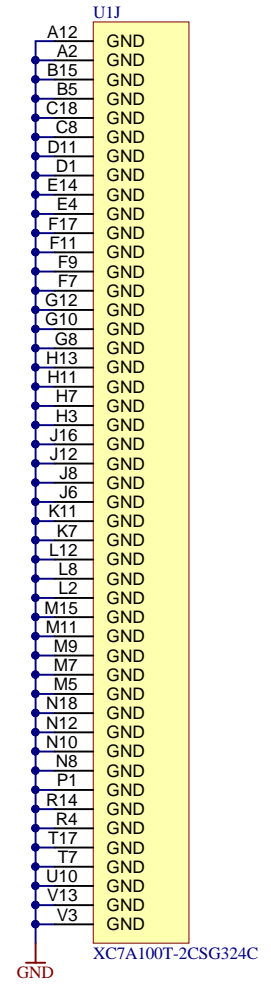 U1J
A12 GND
A2 GND
B15 GND
B5 GND
C18 GND
C8 GND
D11 GND
D1 GND
E14 GND
E4 GND
F17 GND
F11 GND
F9 GND
F7 GND
G12 GND
G10 GND
G8 GND
H13 GND
H11 GND
H7 GND
H3 GND
J16 GND
J12 GND
J8 GND
J6 GND
K11 GND
K7 GND
L12 GND
L8 GND
L2 GND
M15 GND
M11 GND
M9 GND
M7 GND
M5 GND
N18 GND
N12 GND
N10 GND
N8 GND
P1 GND
R14 GND
R4 GND
T17 GND
T7 GND
U10 GND
V13 GND
V3 GND
XC7A100T-2CSG324C
GND